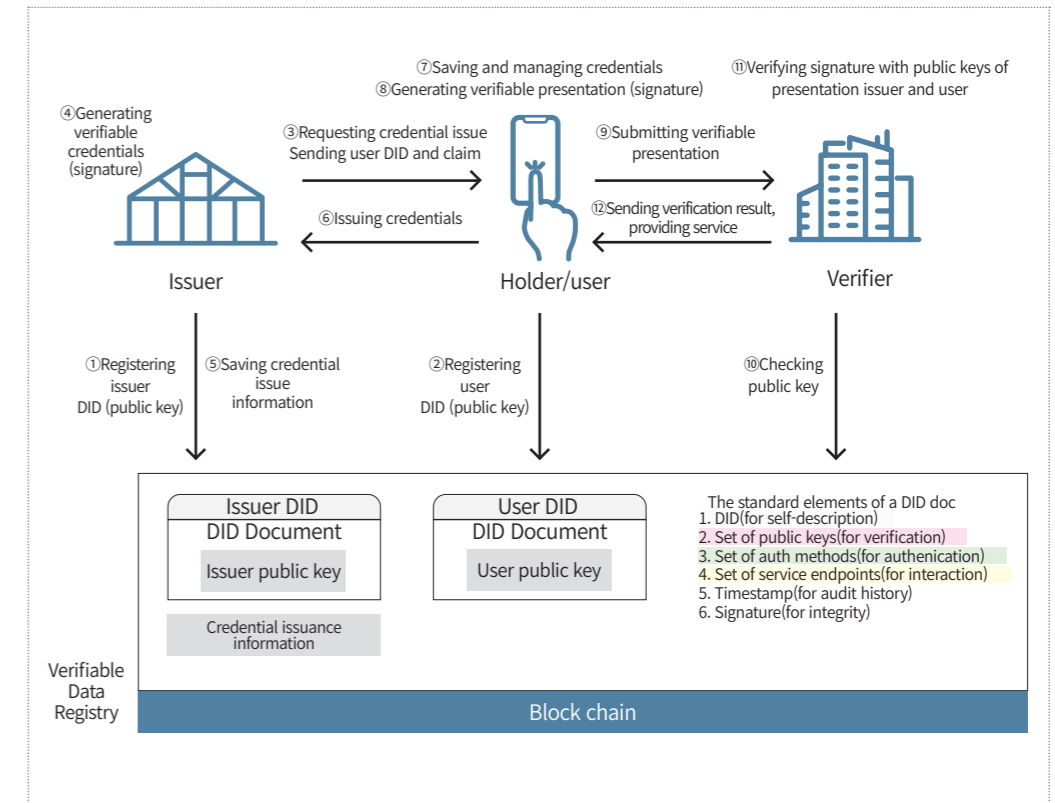 ⑦Saving and managing credentials
⑧Generating verifiable presentation (signature)
⑪Verifying signature with public keys of
presentation issuer and user
④Generating
verifiable
credentials
(signature)
③Requesting credential issue
Sending user DID and claim
⑨Submitting verifiable
presentation
⑥Issuing credentials
⑫Sending verification result,
providing service
Issuer
Holder/user
Verifier
①Registering
issuer
DID (public key)
⑤Saving credential
issue
information
②Registering
user
DID (public key)
⑩Checking
public key
Issuer DID
DID Document
Issuer public key
Credential issuance
information
User DID
DID Document
User public key
The standard elements of a DID doc
1. DID(for self-description)
2. Set of public keys(for verification)
3. Set of auth methods(for authenication)
4. Set of service endpoints(for interaction)
5. Timestamp(for audit history)
6. Signature(for integrity)
Verifiable
Data
Registry
Block chain